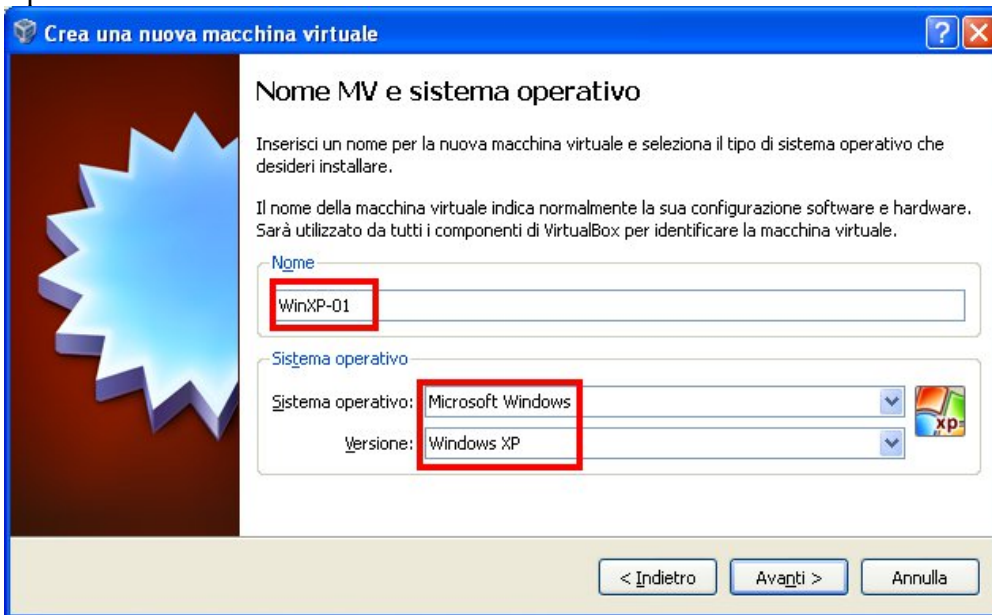 Crea una nuova macchina virtuale
Nome MV e sistema operativo
Inserisci un nome per la nuova macchina virtuale e seleziona il tipo di sistema operativo che
desideri installare.
Il nome della macchina virtuale indica normalmente la sua configurazione software e hardware.
Sarà utilizzato da tutti i componenti di VirtualBox per identificare la macchina virtuale.
Nome
WinXP-01
Sistema operativo
Sistema operativo: Microsoft Windows
xp
Versione: Windows XP
< Indietro Avanti > Annulla